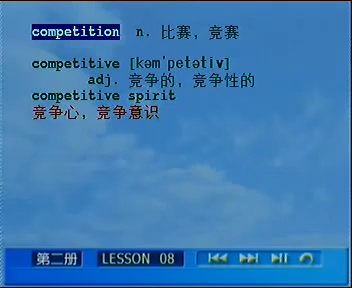 competition n. 比赛，竞赛
competitive [kəm'petətiv]
adj. 竞争的，竞争性的
competitive spirit
竞争心，竞争意识
第二册 LESSON 08